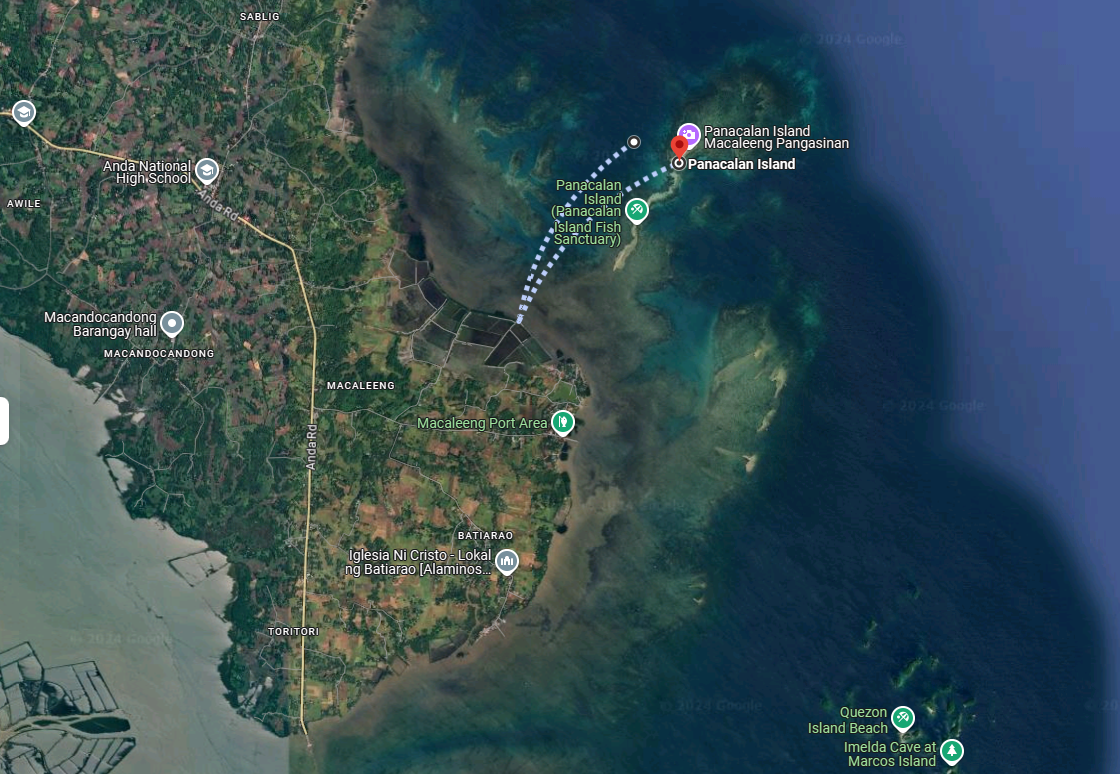 SABLIG
© 2024 Google
Panacalan Island
Macaleeng Pangasinan
Panacalan Island
Anda National
High School
AWILE
Anda Rd
Panacalan
Island
(Panacalan
Island Fish
Sanctuary)
Macandocandong
Barangay hall
MACANDOCANDONG
MACALEENG
© 2024 Google
Macaleeng Port Area
Anda Rd
BATIARAO
Iglesia Ni Cristo - Lokal
ng Batiarao [Alaminos...
TORITORI
© 2024 Google
© 2024 Google
Quezon
Island Beach
Imelda Cave at
Marcos Island